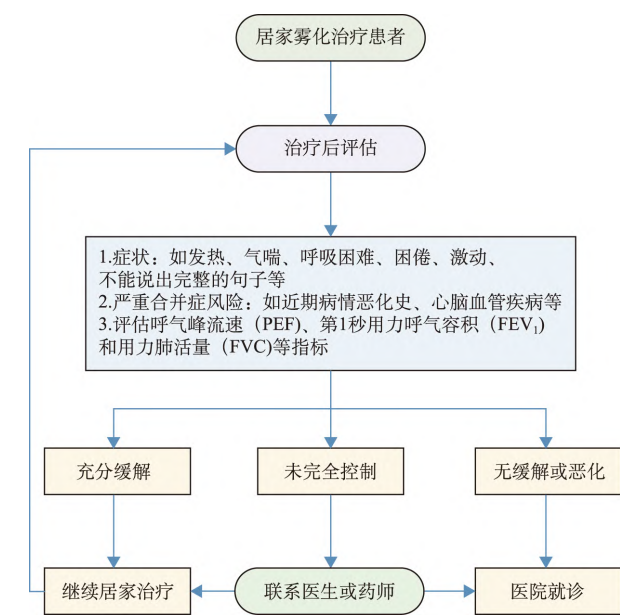 居家雾化治疗患者
治疗后评估
1.症状：如发热、气喘、呼吸困难、困倦、激动、
不能说出完整的句子等
2.严重合并症风险：如近期病情恶化史、心脑血管疾病等
3.评估呼气峰流速（PEF)、第1秒用力呼气容积（FEV₁)
和用力肺活量（FVC)等指标
充分缓解
未完全控制
无缓解或恶化
继续居家治疗
联系医生或药师
医院就诊